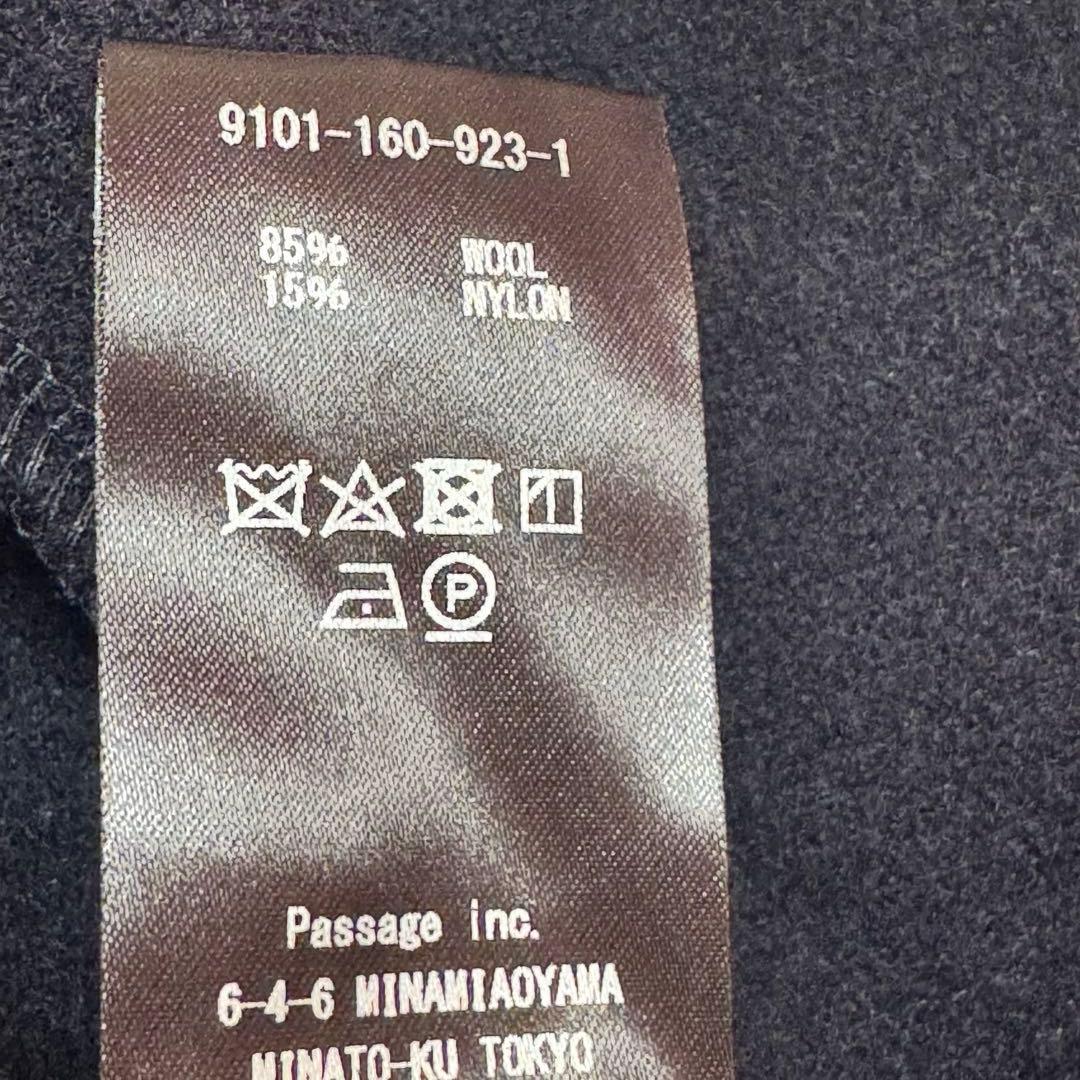 9101-160-923-1
85% WOOL
15% NYLON
P
Passage inc.
6-4-6 MINAMIAOYAMA
MINATO-KU TOKYO